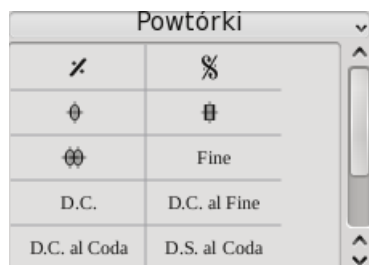 Powtórki
Fine
D.C. D.C. al Fine
D.C. al Coda D.S. al Coda